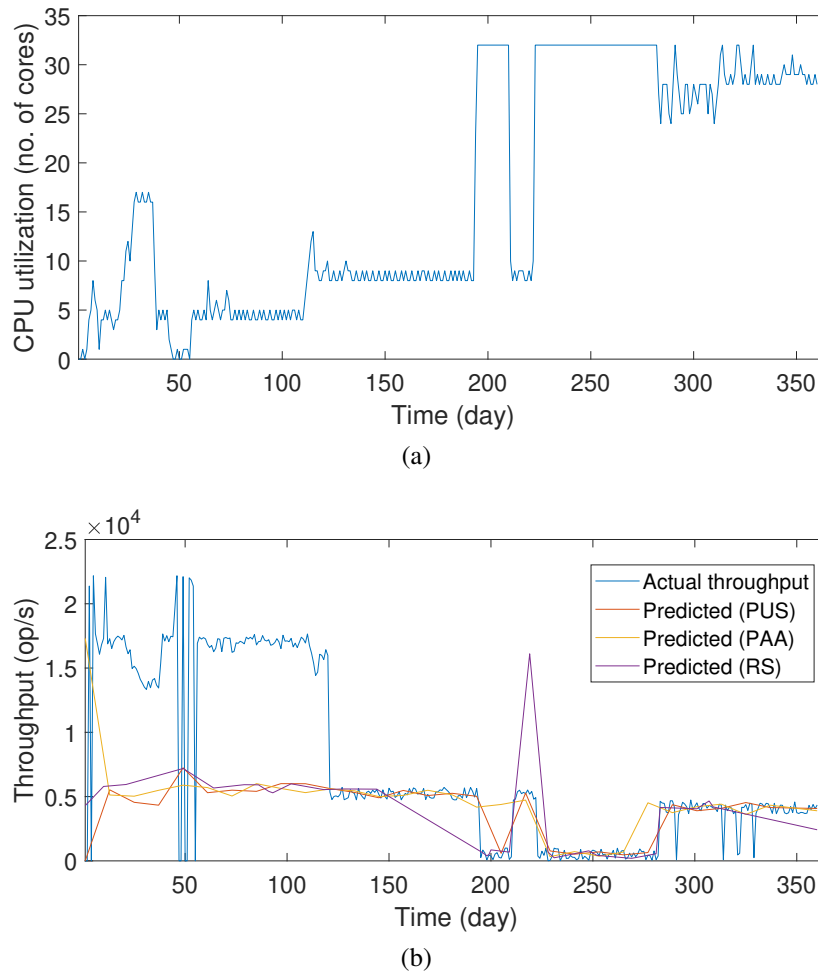 35
30
25
20
15
10
5
0
CPU utilization (no. of cores)
50 100 150 200 250 300 350
Time (day)
(a)
×10^4
2.5
2
1.5
1
0.5
0
Throughput (op/s)
Actual throughput
Predicted (PUS)
Predicted (PAA)
Predicted (RS)
50 100 150 200 250 300 350
Time (day)
(b)